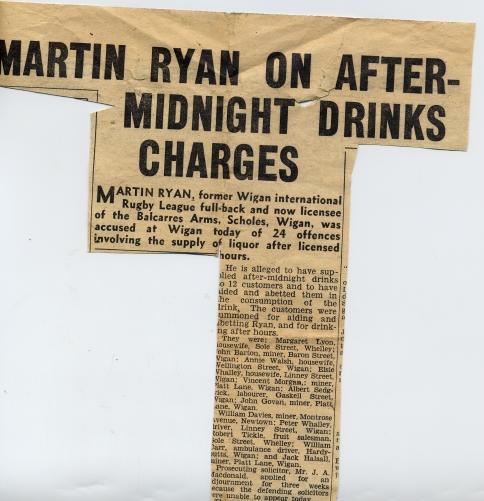 MARTIN RYAN ON AFTER-
MIDNIGHT DRINKS
CHARGES
MARTIN RYAN, former Wigan international
Rugby League full-back and now licensee
of the Balcarres Arms, Scholes, Wigan, was
accused at Wigan today of 24 offences
involving the supply of liquor after licensed
hours.
He is alleged to have sup-
plied after-midnight drinks
to 12 customers and to have
aided and abetted them in
the consumption of the
drink. The customers were
summoned for aiding and
abetting Ryan, and for drink-
ing after hours.
They were: Margaret Lyon,
housewife, Sole Street, Whelley;
John Barton, miner, Baron Street,
Wigan; Annie Walsh, housewife,
Wellington Street, Wigan; Elsie
Whalley, housewife, Linney Street,
Wigan; Vincent Morgan, miner,
Platt Lane, Wigan; Albert Sedg-
wick, labourer, Gaskell Street,
Wigan; John Govan, miner, Platt
Lane, Wigan.
William Davies, miner, Montrose
Avenue, Newtown; Peter Whalley,
driver, Linney Street, Wigan;
Robert Tickle, fruit salesman,
Sole Street, Whelley; William
Carr, ambulance driver, Hardy-
butts, Wigan; and Jack Halsall,
miner, Platt Lane, Wigan.
Prosecuting solicitor, Mr. J. A.
Macdonald, applied for an
adjournment for three weeks
because the defending solicitors
were unable to appear today.